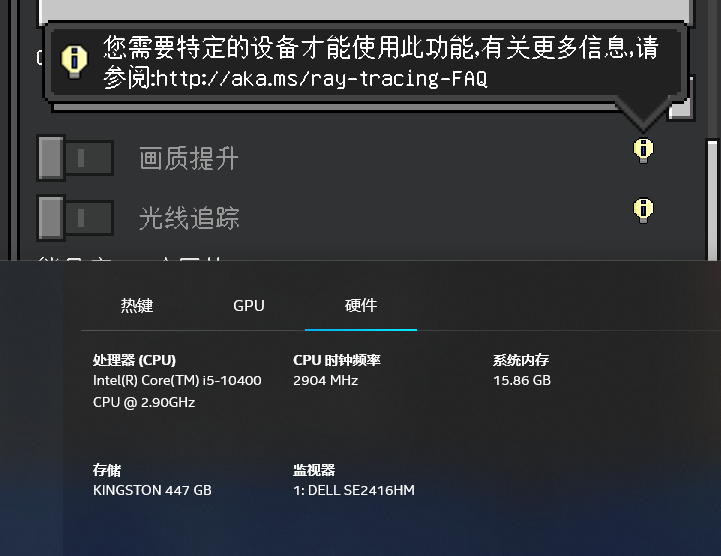 您需要特定的设备才能使用此功能,有关更多信息,请
参阅:http://aka.ms/ray-tracing-FAQ
画质提升
光线追踪
热键
GPU
硬件
处理器 (CPU)
CPU 时钟频率
系统内存
Intel(R) Core(TM) i5-10400
2904 MHz
15.86 GB
CPU @ 2.90GHz
存储
监视器
KINGSTON 447 GB
1: DELL SE2416HM